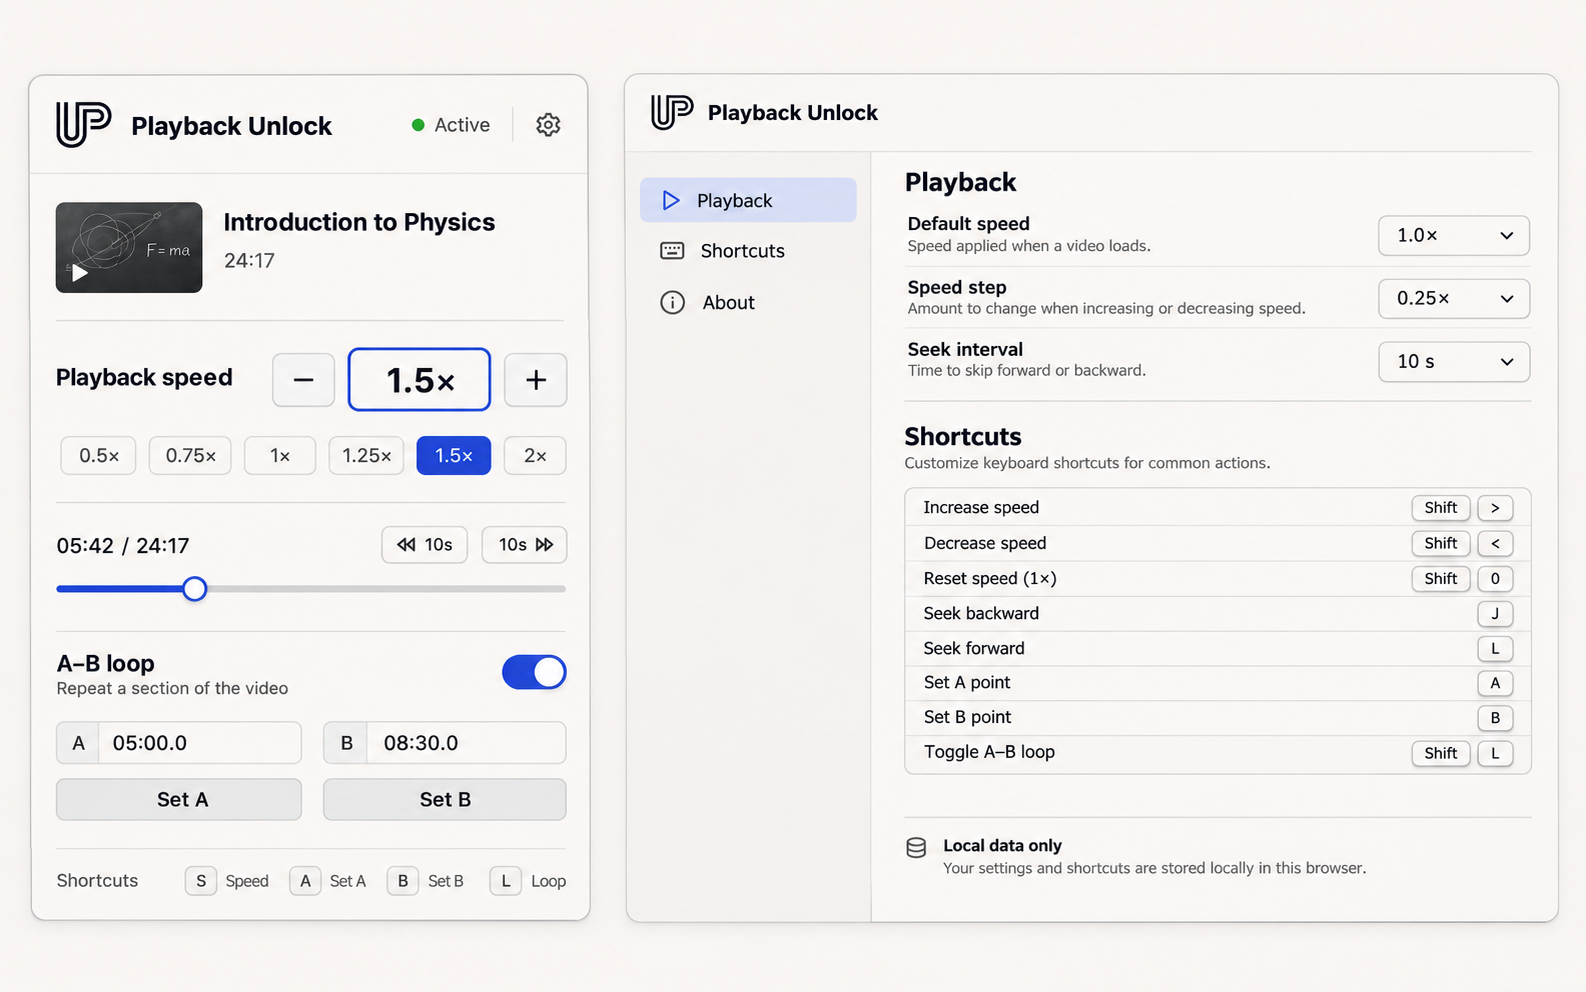 UP Playback Unlock
Active
F = ma
Introduction to Physics
24:17
Playback speed
−
1.5×
+
0.5×
0.75×
1×
1.25×
1.5×
2×
05:42 / 24:17
10s
10s
A–B loop
Repeat a section of the video
A 05:00.0
B 08:30.0
Set A
Set B
Shortcuts
S Speed
A Set A
B Set B
L Loop
UP Playback Unlock
Playback
Shortcuts
About
Playback
Default speed
Speed applied when a video loads.
1.0×
Speed step
Amount to change when increasing or decreasing speed.
0.25×
Seek interval
Time to skip forward or backward.
10 s
Shortcuts
Customize keyboard shortcuts for common actions.
Increase speed Shift >
Decrease speed Shift <
Reset speed (1×) Shift 0
Seek backward J
Seek forward L
Set A point A
Set B point B
Toggle A–B loop Shift L
Local data only
Your settings and shortcuts are stored locally in this browser.